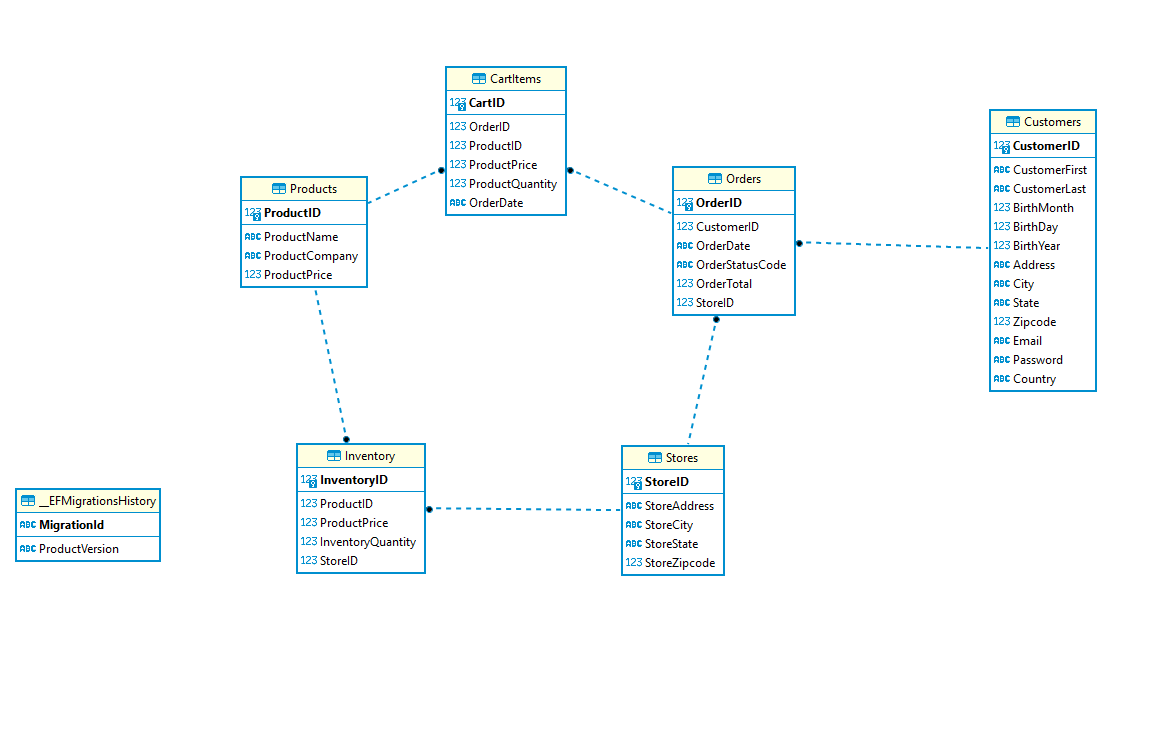 CartItems
123 CartID
123 OrderID
123 ProductID
123 ProductPrice
123 ProductQuantity
ABC OrderDate
Customers
123 CustomerID
ABC CustomerFirst
ABC CustomerLast
123 BirthMonth
123 BirthDay
123 BirthYear
ABC Address
ABC City
ABC State
123 Zipcode
ABC Email
ABC Password
ABC Country
Orders
123 OrderID
123 CustomerID
ABC OrderDate
ABC OrderStatusCode
123 OrderTotal
123 StoreID
Products
123 ProductID
ABC ProductName
ABC ProductCompany
123 ProductPrice
Inventory
123 InventoryID
123 ProductID
123 ProductPrice
123 InventoryQuantity
123 StoreID
Stores
123 StoreID
ABC StoreAddress
ABC StoreCity
ABC StoreState
123 StoreZipcode
__EFMigrationsHistory
ABC MigrationId
ABC ProductVersion